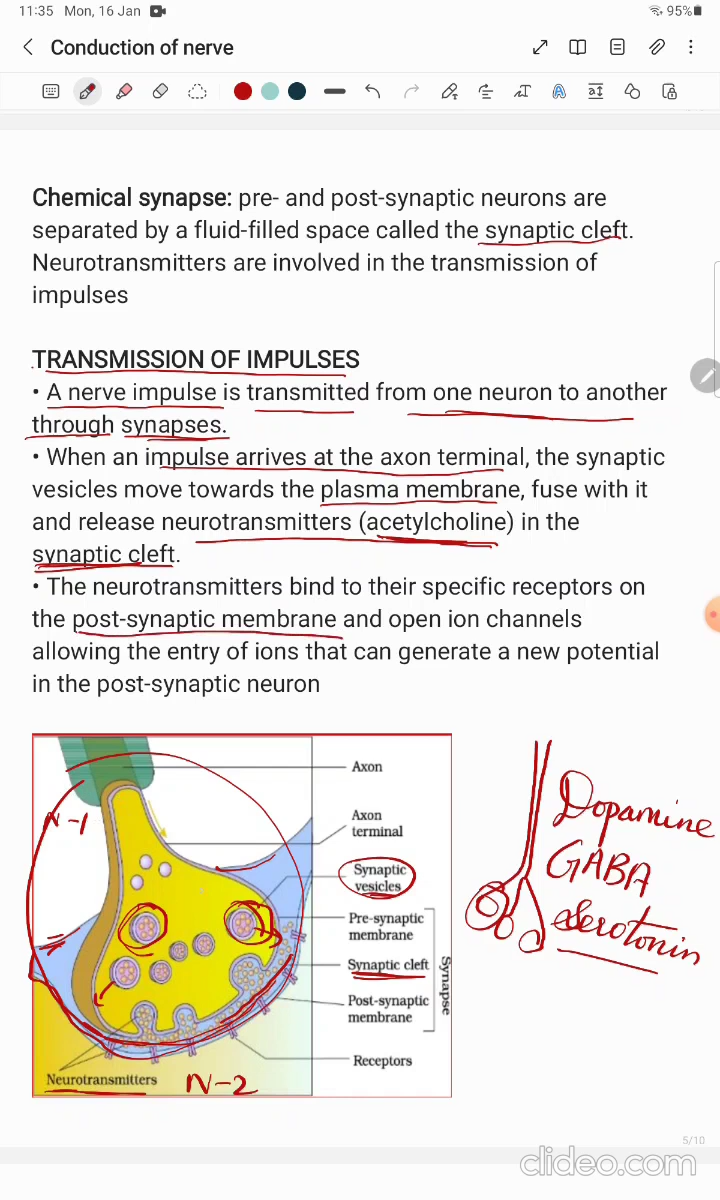 11:35 Mon, 16 Jan 95%
Conduction of nerve
Chemical synapse: pre- and post-synaptic neurons are
separated by a fluid-filled space called the synaptic cleft.
Neurotransmitters are involved in the transmission of
impulses
TRANSMISSION OF IMPULSES
• A nerve impulse is transmitted from one neuron to another
through synapses.
• When an impulse arrives at the axon terminal, the synaptic
vesicles move towards the plasma membrane, fuse with it
and release neurotransmitters (acetylcholine) in the
synaptic cleft.
• The neurotransmitters bind to their specific receptors on
the post-synaptic membrane and open ion channels
allowing the entry of ions that can generate a new potential
in the post-synaptic neuron
Axon
Axon
terminal
Synaptic
vesicles
Pre-synaptic
membrane
Synaptic cleft
Post-synaptic
membrane
Synapse
Receptors
Neurotransmitters
N-1
N-2
Dopamine
GABA
Serotonin
5/10
clideo.com